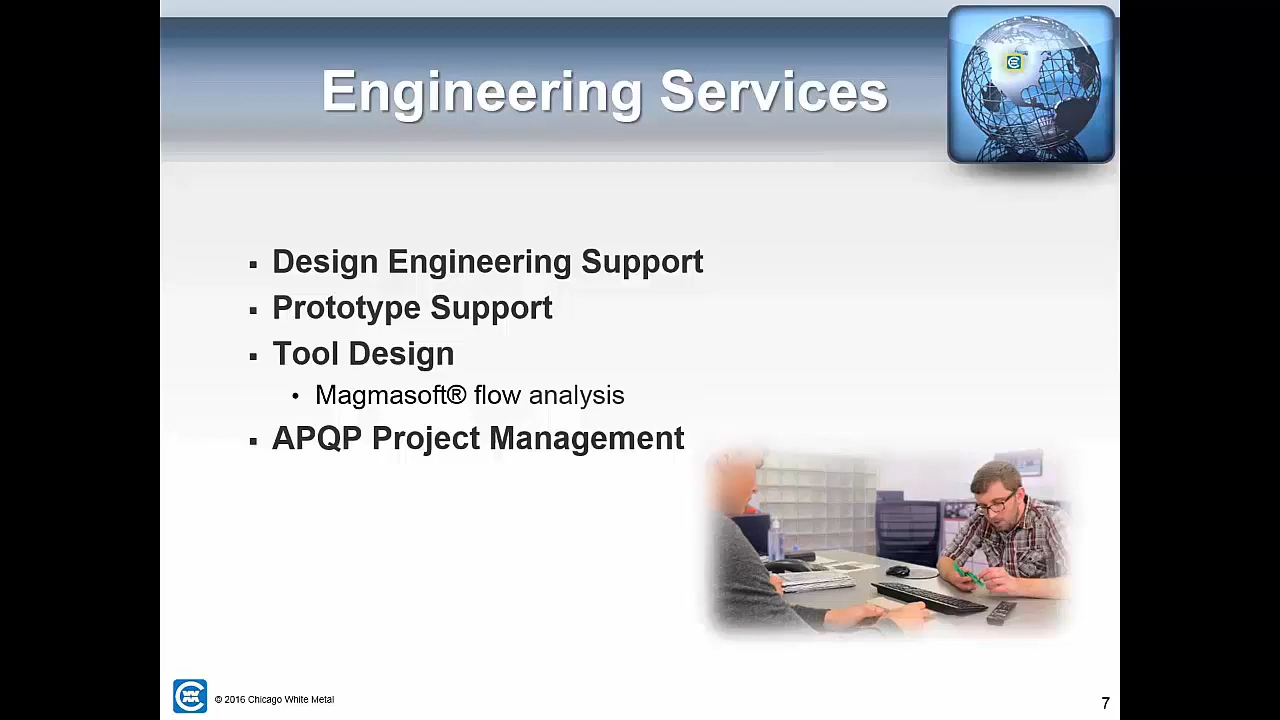 Engineering Services
▪ Design Engineering Support
▪ Prototype Support
▪ Tool Design
• Magmasoft® flow analysis
▪ APQP Project Management
© 2016 Chicago White Metal
7